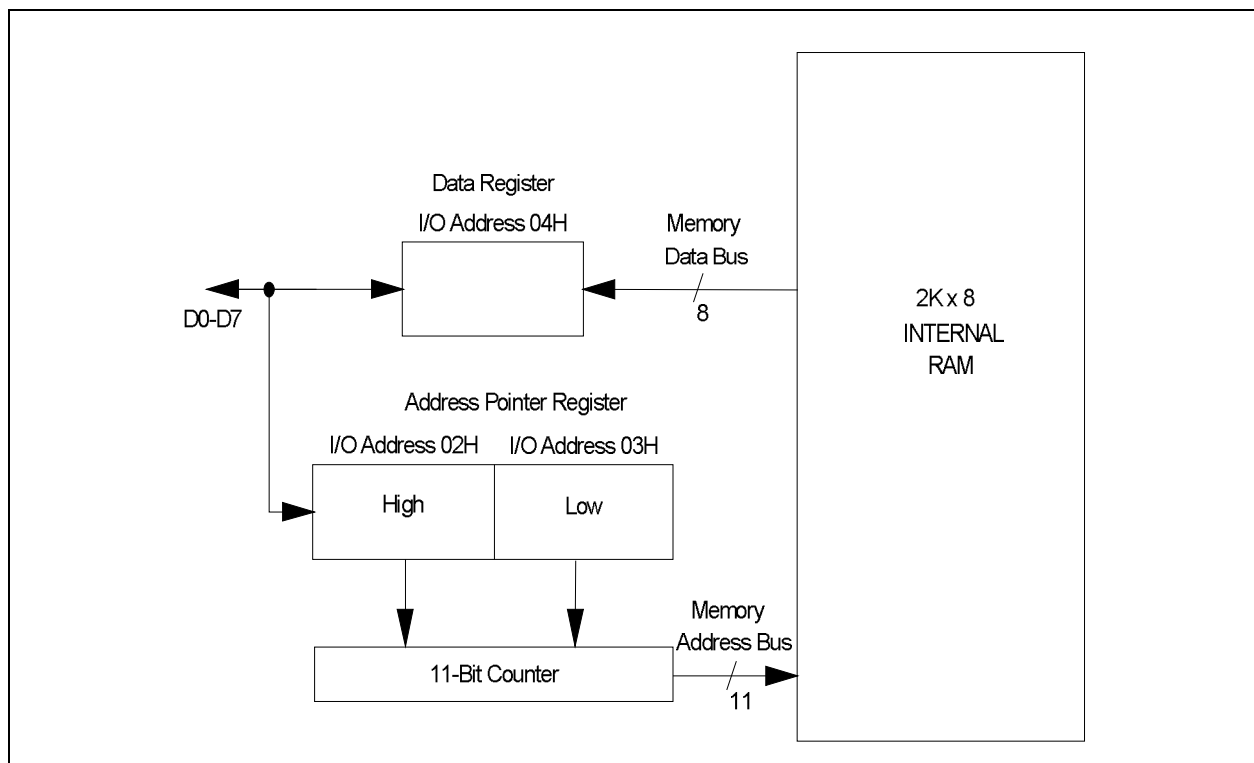 Data Register
I/O Address 04H
Memory
Data Bus
8
D0-D7
2K x 8
INTERNAL
RAM
Address Pointer Register
I/O Address 02H
I/O Address 03H
High
Low
11-Bit Counter
Memory
Address Bus
11